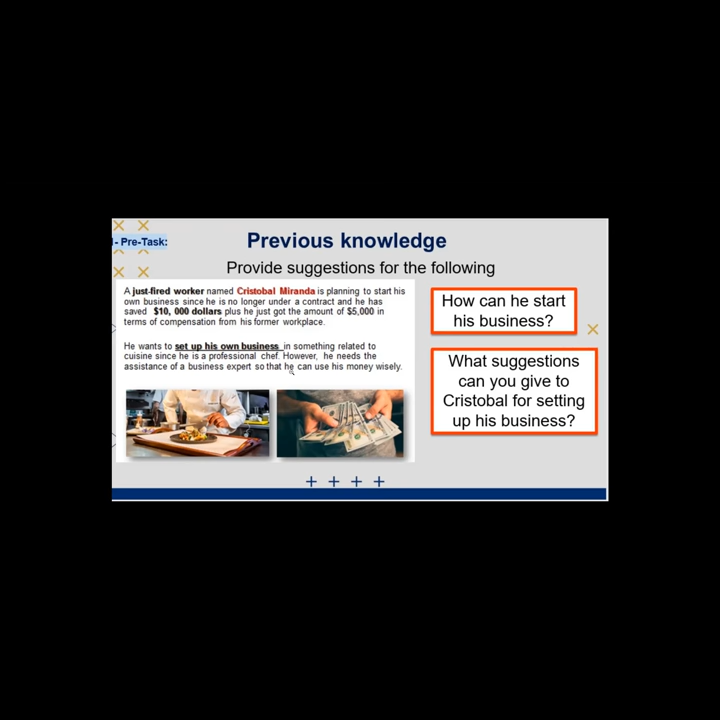 I- Pre-Task:
Previous knowledge
Provide suggestions for the following
A just-fired worker named Cristobal Miranda is planning to start his
own business since he is no longer under a contract and he has
saved $10, 000 dollars plus he just got the amount of $5,000 in
terms of compensation from his former workplace.
He wants to set up his own business in something related to
cuisine since he is a professional chef. However, he needs the
assistance of a business expert so that he can use his money wisely.
How can he start
his business?
What suggestions
can you give to
Cristobal for setting
up his business?